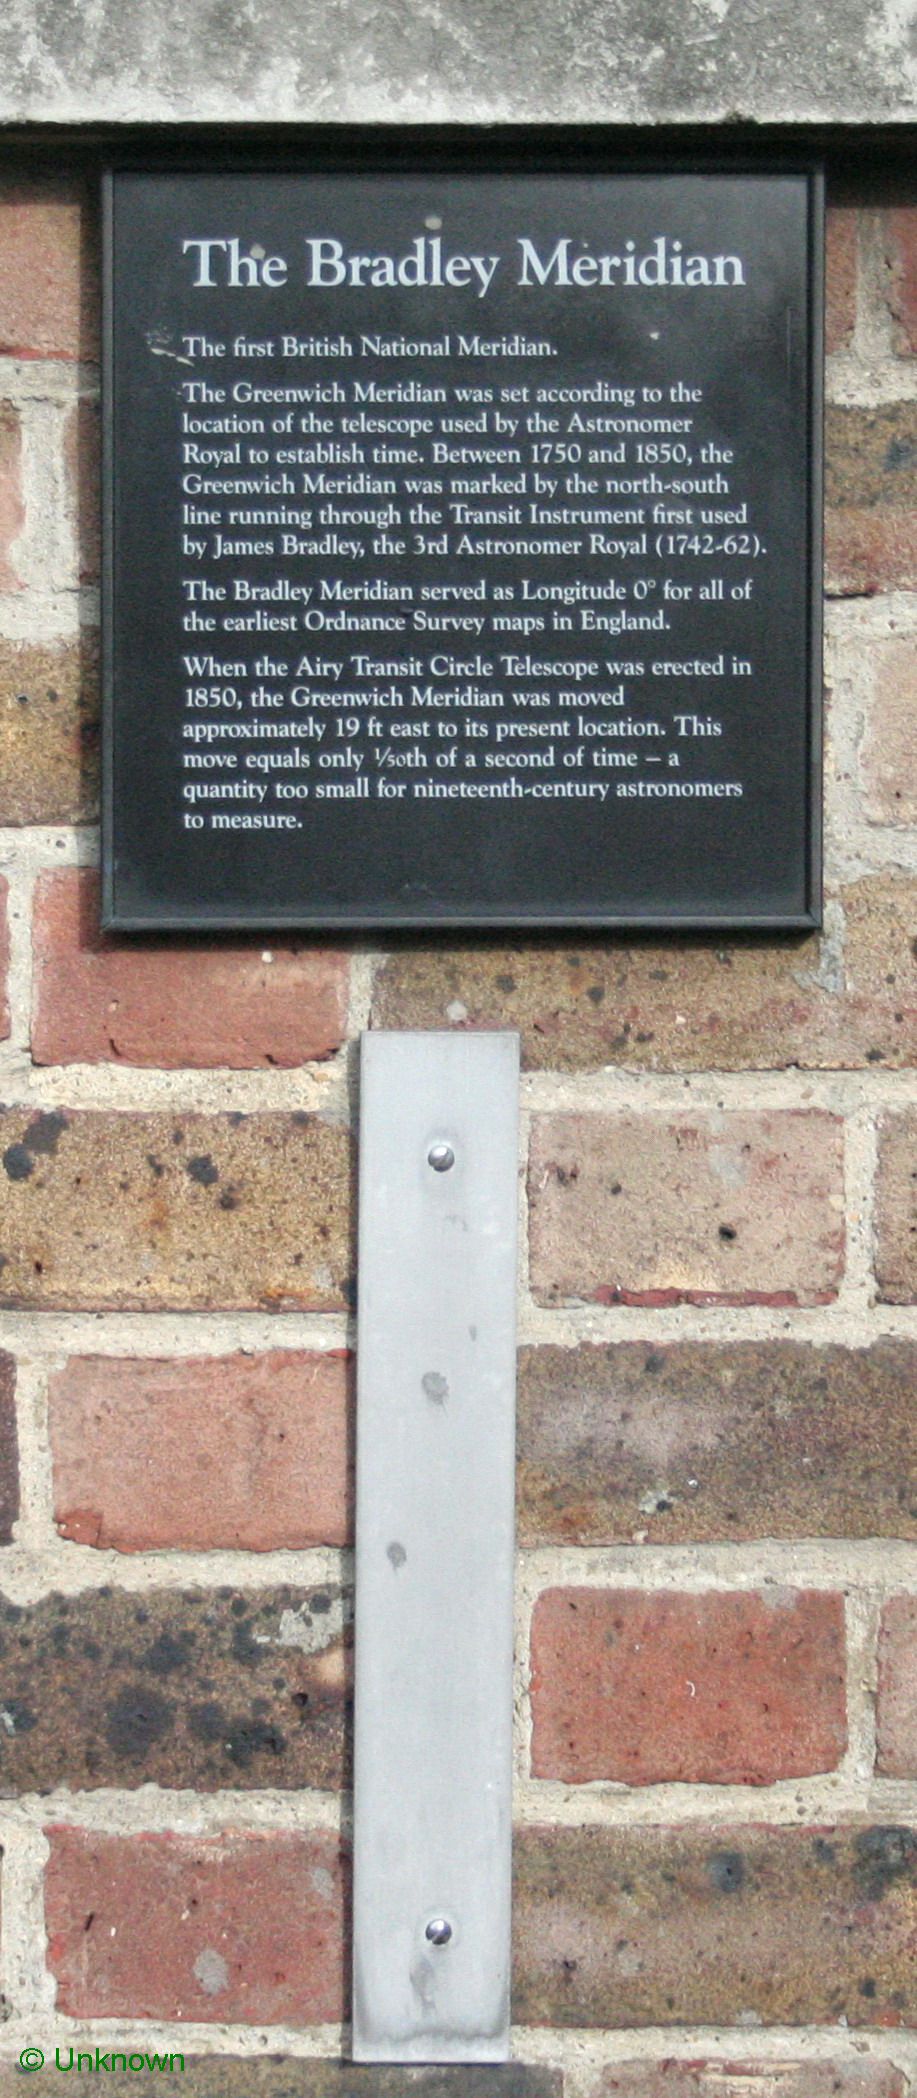 The Bradley Meridian
The first British National Meridian.
The Greenwich Meridian was set according to the
location of the telescope used by the Astronomer
Royal to establish time. Between 1750 and 1850, the
Greenwich Meridian was marked by the north-south
line running through the Transit Instrument first used
by James Bradley, the 3rd Astronomer Royal (1742-62).
The Bradley Meridian served as Longitude 0° for all of
the earliest Ordnance Survey maps in England.
When the Airy Transit Circle Telescope was erected in
1850, the Greenwich Meridian was moved
approximately 19 ft east to its present location. This
move equals only 1/50th of a second of time – a
quantity too small for nineteenth-century astronomers
to measure.
© Unknown